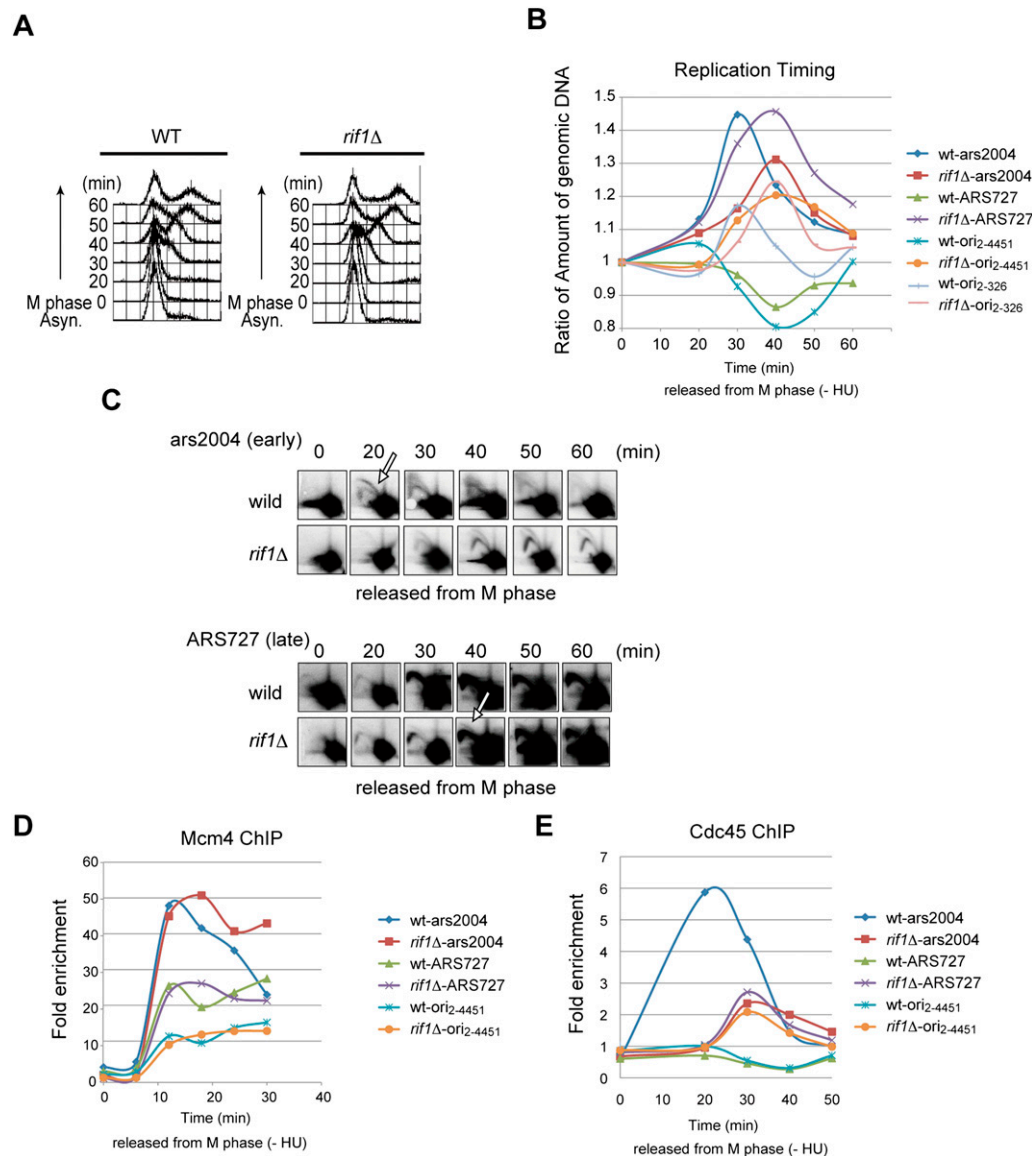 A
WT
rif1Δ
(min)
60
50
40
30
20
M phase 0
Asyn.
(min)
60
50
40
30
20
M phase 0
Asyn.
B
Replication Timing
Ratio of Amount of genomic DNA
1.5
1.4
1.3
1.2
1.1
1
0.9
0.8
0 10 20 30 40 50 60
Time (min)
released from M phase (- HU)
wt-ars2004
rif1Δ-ars2004
wt-ARS727
rif1Δ-ARS727
wt-ori2-4451
rif1Δ-ori2-4451
wt-ori2-326
rif1Δ-ori2-326
C
ars2004 (early)
0 20 30 40 50 60 (min)
wild
rif1Δ
released from M phase
ARS727 (late)
0 20 30 40 50 60 (min)
wild
rif1Δ
released from M phase
D
Mcm4 ChIP
Fold enrichment
60
50
40
30
20
10
0
0 10 20 30 40
Time (min)
released from M phase (- HU)
wt-ars2004
rif1Δ-ars2004
wt-ARS727
rif1Δ-ARS727
wt-ori2-4451
rif1Δ-ori2-4451
E
Cdc45 ChIP
Fold enrichment
7
6
5
4
3
2
1
0
0 10 20 30 40 50
Time (min)
released from M phase (- HU)
wt-ars2004
rif1Δ-ars2004
wt-ARS727
rif1Δ-ARS727
wt-ori2-4451
rif1Δ-ori2-4451